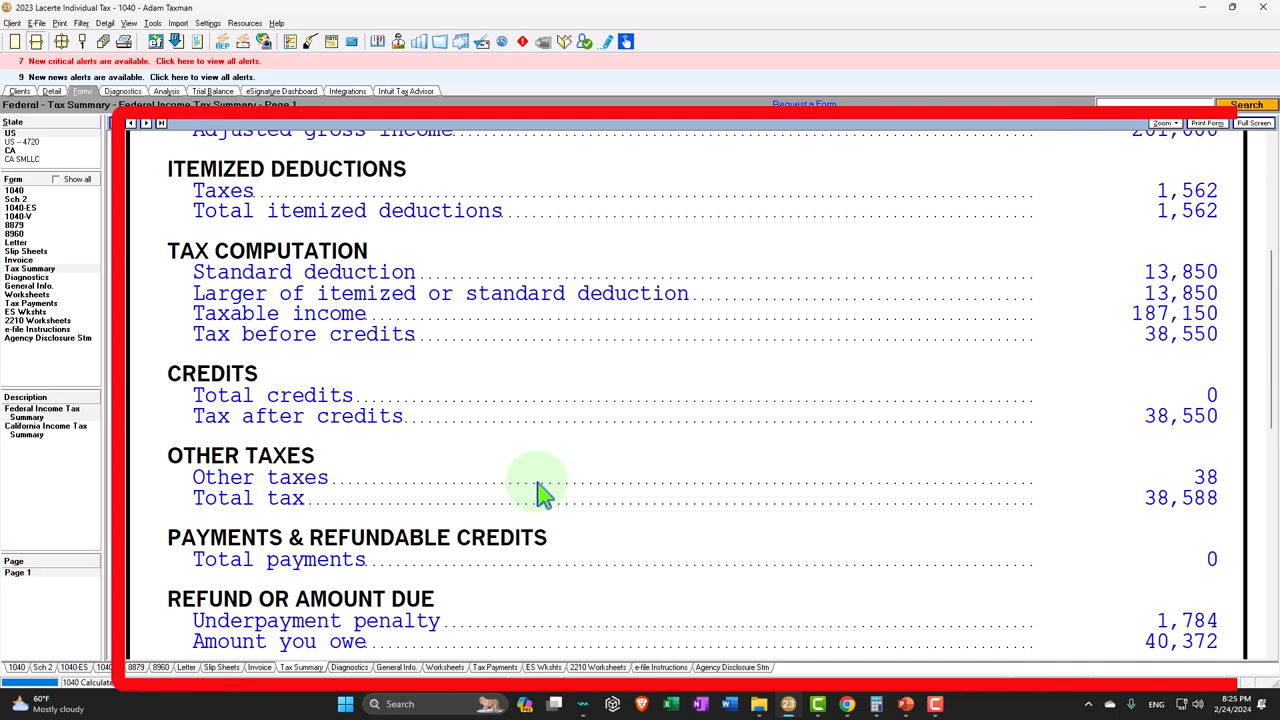 2023 Lacerte Individual Tax - 1040 - Adam Taxman
Client E-File Print Filter Detail View Tools Import Settings Resources Help
7 New critical alerts are available. Click here to view all alerts.
9 New news alerts are available. Click here to view all alerts.
Clients Detail Forms Diagnostics Analysis Trial Balance eSignature Dashboard Integrations Intuit Tax Advisor
Federal - Tax Summary - Federal Income Tax Summary - Page 1 Request a Form Search
State
US
US - 4720
CA
CA SMLLC
Form Show all
1040
Sch 2
1040-ES
1040-V
8879
8960
Letter
Slip Sheets
Invoice
Tax Summary
Diagnostics
General Info.
Worksheets
Tax Payments
ES Wkshts
2210 Worksheets
e-file Instructions
Agency Disclosure Stm
Description
Federal Income Tax
Summary
California Income Tax
Summary
Page
Page 1
Zoom Print Form Full Screen
Adjusted gross income 201,000
ITEMIZED DEDUCTIONS
Taxes 1,562
Total itemized deductions 1,562
TAX COMPUTATION
Standard deduction 13,850
Larger of itemized or standard deduction 13,850
Taxable income 187,150
Tax before credits 38,550
CREDITS
Total credits 0
Tax after credits 38,550
OTHER TAXES
Other taxes 38
Total tax 38,588
PAYMENTS & REFUNDABLE CREDITS
Total payments 0
REFUND OR AMOUNT DUE
Underpayment penalty 1,784
Amount you owe 40,372
1040 Sch 2 1040-ES 104 8879 8960 Letter Slip Sheets Invoice Tax Summary Diagnostics General Info. Worksheets Tax Payments ES Wkshts 2210 Worksheets e-file Instructions Agency Disclosure Stm
1040 Calculate
60°F
Mostly cloudy
Search
23
ENG
8:25 PM
2/24/2024